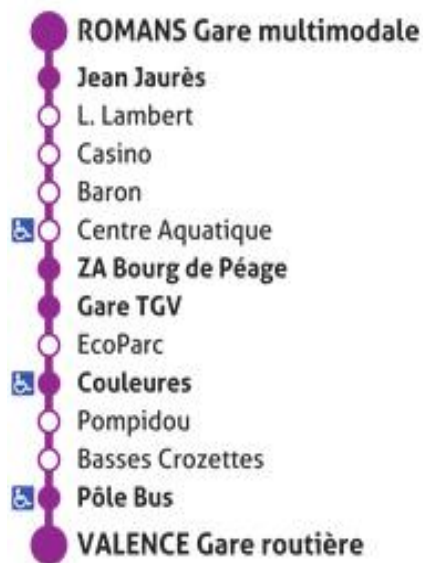 ROMANS Gare multimodale
Jean Jaurès
L. Lambert
Casino
Baron
Centre Aquatique
ZA Bourg de Péage
Gare TGV
EcoParc
Couleures
Pompidou
Basses Crozettes
Pôle Bus
VALENCE Gare routière